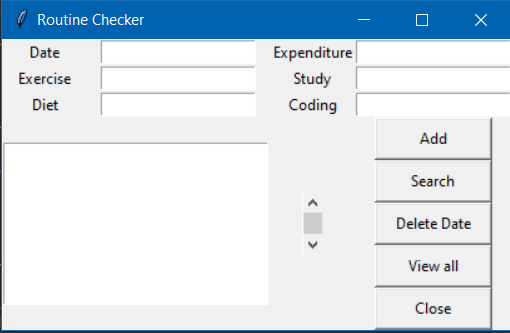 Routine Checker
Date Expenditure
Exercise Study
Diet Coding
Add
Search
Delete Date
View all
Close